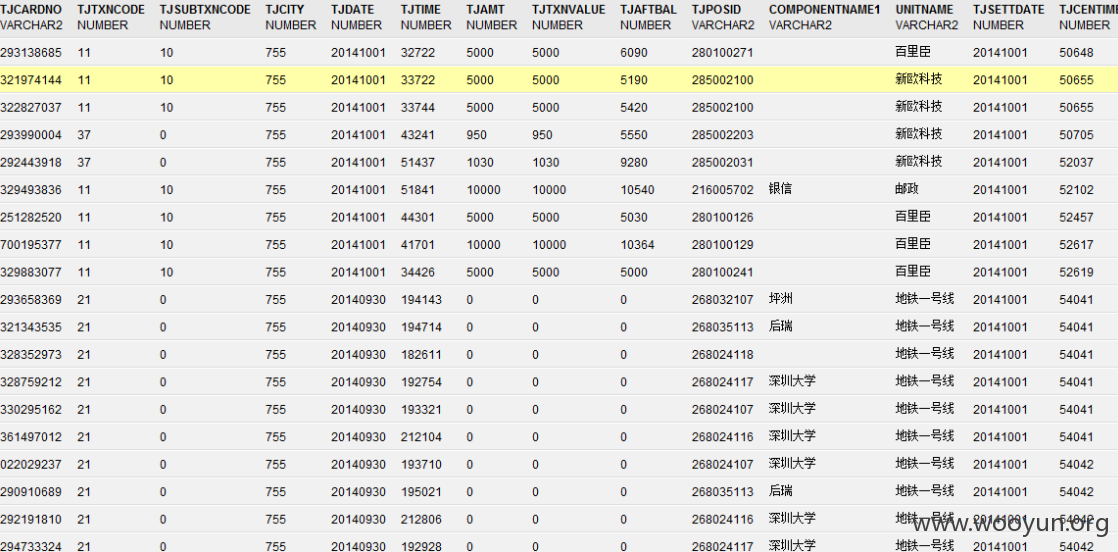 TJCARDNO TJTXNCODE TJSUBTXNCODE TJCITY TJDATE TJTIME TJAMT TJTXNVALUE TJAFTBAL TJPOSID COMPONENTNAME1 UNITNAME TJSETTDATE TJCENTIME
VARCHAR2 NUMBER NUMBER NUMBER NUMBER NUMBER NUMBER NUMBER NUMBER VARCHAR2 VARCHAR2 VARCHAR2 NUMBER NUMBER
293138685 11 10 755 20141001 32722 5000 5000 6090 280100271 百里臣 20141001 50648
321974144 11 10 755 20141001 33722 5000 5000 5190 285002100 新欧科技 20141001 50655
322827037 11 10 755 20141001 33744 5000 5000 5420 285002100 新欧科技 20141001 50655
293990004 37 0 755 20141001 43241 950 950 5550 285002203 新欧科技 20141001 50705
292443918 37 0 755 20141001 51437 1030 1030 9280 285002031 新欧科技 20141001 52037
329493836 11 10 755 20141001 51841 10000 10000 10540 216005702 银信 邮政 20141001 52102
251282520 11 10 755 20141001 44301 5000 5000 5030 280100126 百里臣 20141001 52457
700195377 11 10 755 20141001 41701 10000 10000 10364 280100129 百里臣 20141001 52617
329883077 11 10 755 20141001 34426 5000 5000 5000 280100241 百里臣 20141001 52619
293658369 21 0 755 20140930 194143 0 0 0 268032107 坪洲 地铁一号线 20141001 54041
321343535 21 0 755 20140930 194714 0 0 0 268035113 后瑞 地铁一号线 20141001 54041
328352973 21 0 755 20140930 182611 0 0 0 268024118 地铁一号线 20141001 54041
328759212 21 0 755 20140930 192754 0 0 0 268024117 深圳大学 地铁一号线 20141001 54041
330295162 21 0 755 20140930 193321 0 0 0 268024107 深圳大学 地铁一号线 20141001 54041
361497012 21 0 755 20140930 212104 0 0 0 268024116 深圳大学 地铁一号线 20141001 54041
022029237 21 0 755 20140930 193710 0 0 0 268024107 深圳大学 地铁一号线 20141001 54042
290910689 21 0 755 20140930 195021 0 0 0 268035113 后瑞 地铁一号线 20141001 54042
292191810 21 0 755 20140930 212806 0 0 0 268024116 深圳大学 地铁一号线 20141001 54042
www.wooyun.org
294733324 21 0 755 20140930 192928 0 0 0 268024117 深圳大学 地铁一号线 20141001 54042